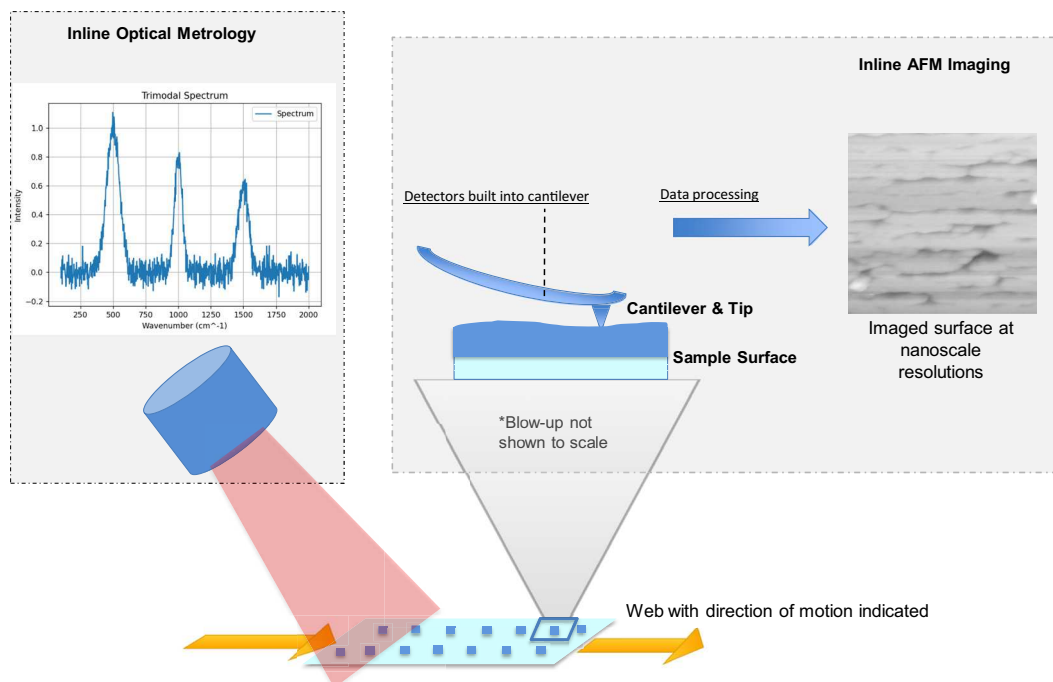 Inline Optical Metrology
Trimodal Spectrum
Spectrum
Intensity
1.0
0.8
0.6
0.4
0.2
0.0
−0.2
250 500 750 1000 1250 1500 1750 2000
Wavenumber (cm^-1)
Inline AFM Imaging
Detectors built into cantilever
Data processing
Cantilever & Tip
Sample Surface
Imaged surface at
nanoscale
resolutions
*Blow-up not
shown to scale
Web with direction of motion indicated